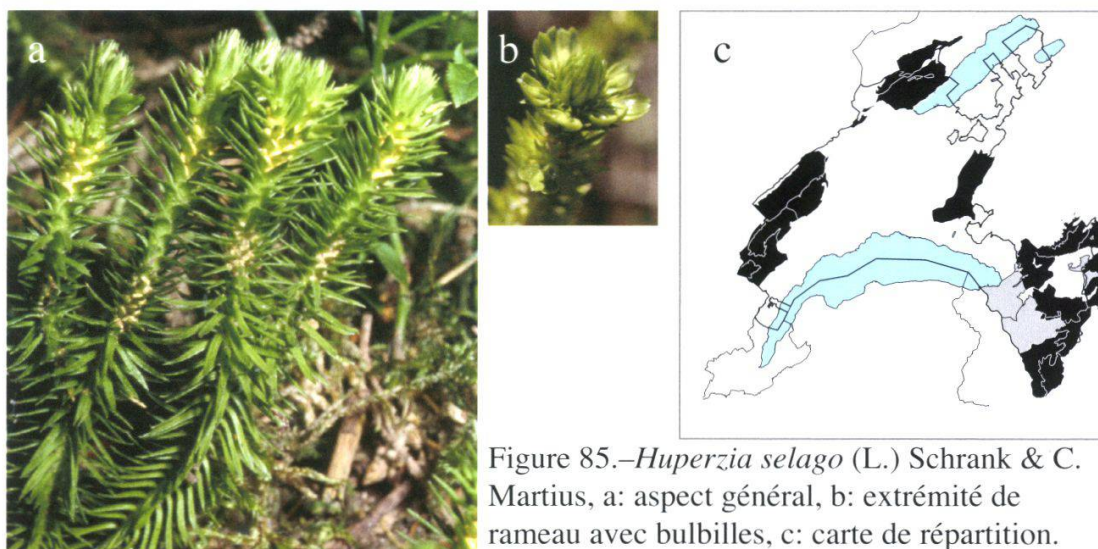 a
b
c
Figure 85.–Huperzia selago (L.) Schrank & C.
Martius, a: aspect général, b: extrémité de
rameau avec bulbilles, c: carte de répartition.